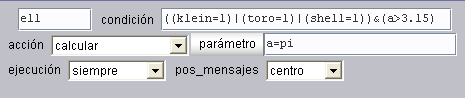 ell condición ((klein=1)|(toro=1)|(shell=1))&(a>3.15)
acción calcular parámetro a=pi
ejecución siempre pos_mensajes centro